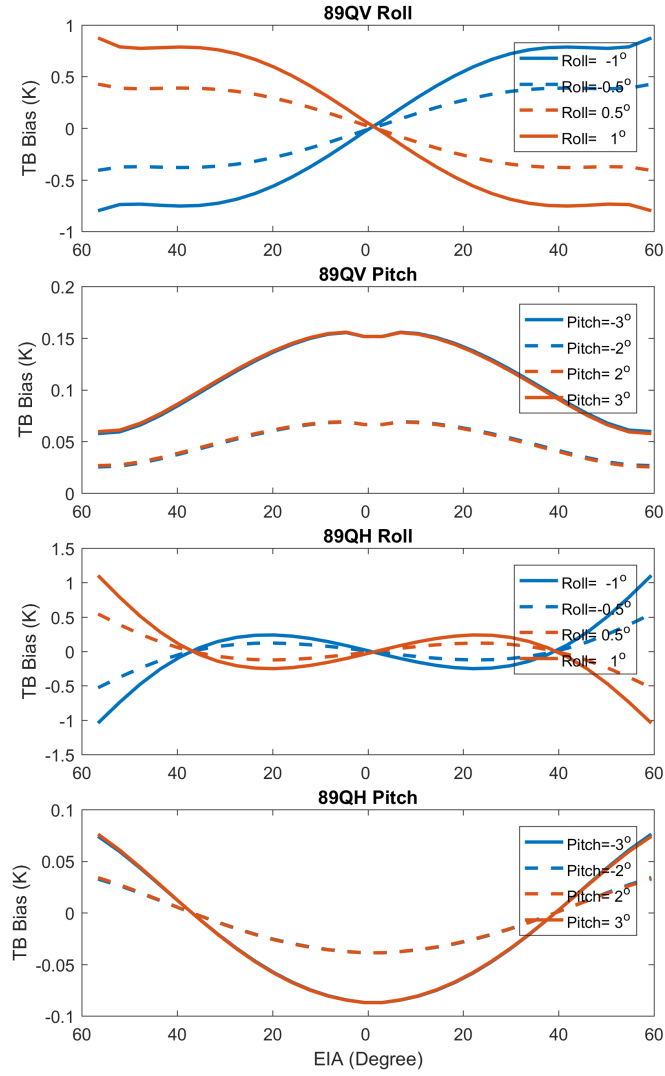 89QV Roll
TB Bias (K)
1
0.5
0
-0.5
-1
Roll= -1°
Roll=-0.5°
Roll= 0.5°
Roll= 1°
60 40 20 0 20 40 60
89QV Pitch
TB Bias (K)
0.2
0.15
0.1
0.05
0
Pitch=-3°
Pitch=-2°
Pitch= 2°
Pitch= 3°
60 40 20 0 20 40 60
89QH Roll
TB Bias (K)
1.5
1
0.5
0
-0.5
-1
-1.5
Roll= -1°
Roll=-0.5°
Roll= 0.5°
Roll= 1°
60 40 20 0 20 40 60
89QH Pitch
TB Bias (K)
0.1
0.05
0
-0.05
-0.1
Pitch=-3°
Pitch=-2°
Pitch= 2°
Pitch= 3°
60 40 20 0 20 40 60
EIA (Degree)